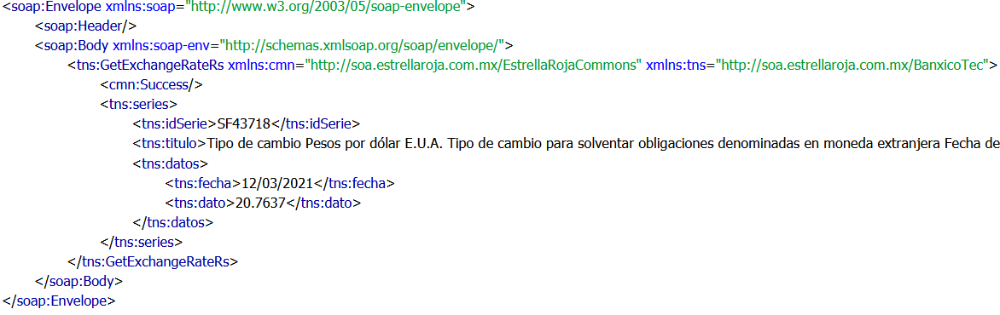 <soap:Envelope xmlns:soap="http://www.w3.org/2003/05/soap-envelope">
<soap:Header/>
<soap:Body xmlns:soap-env="http://schemas.xmlsoap.org/soap/envelope/">
<tns:GetExchangeRateRs xmlns:cmn="http://soa.estrellaroja.com.mx/EstrellaRojaCommons" xmlns:tns="http://soa.estrellaroja.com.mx/BanxicoTec">
<cmn:Success/>
<tns:series>
<tns:idSerie>SF43718</tns:idSerie>
<tns:titulo>Tipo de cambio Pesos por dólar E.U.A. Tipo de cambio para solventar obligaciones denominadas en moneda extranjera Fecha de
<tns:datos>
<tns:fecha>12/03/2021</tns:fecha>
<tns:dato>20.7637</tns:dato>
</tns:datos>
</tns:series>
</tns:GetExchangeRateRs>
</soap:Body>
</soap:Envelope>